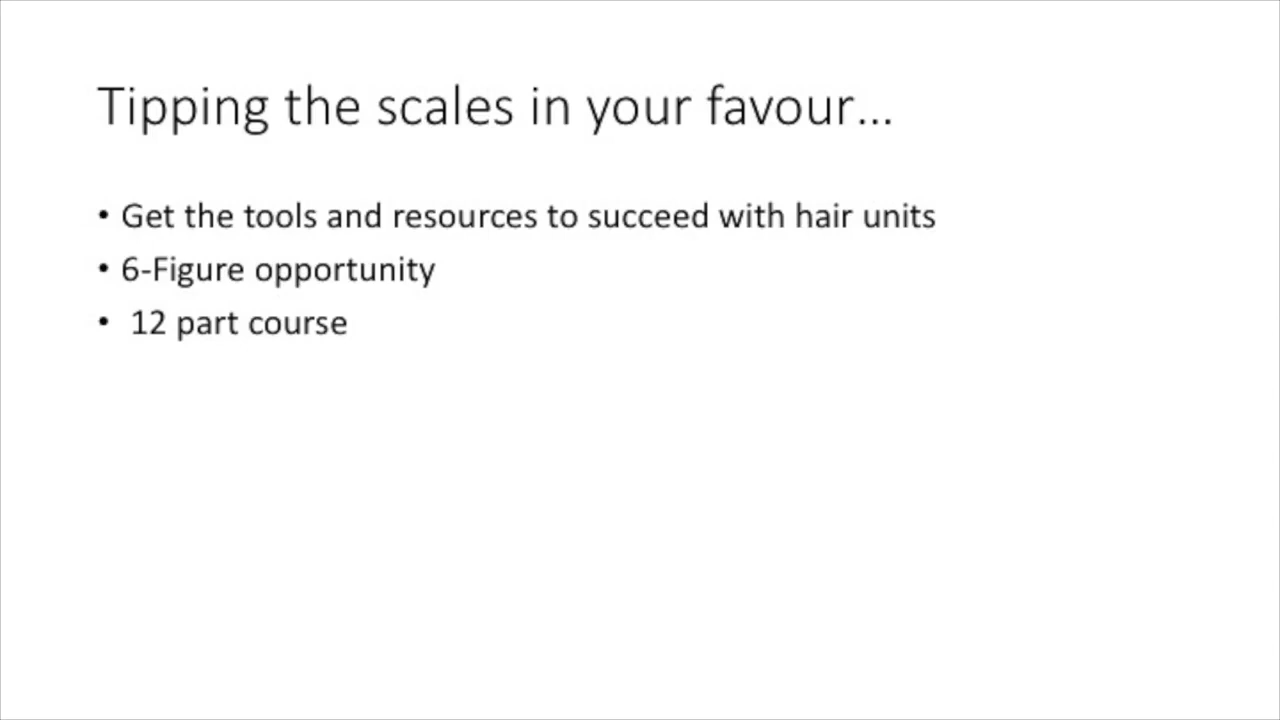 Tipping the scales in your favour...
• Get the tools and resources to succeed with hair units
• 6-Figure opportunity
• 12 part course